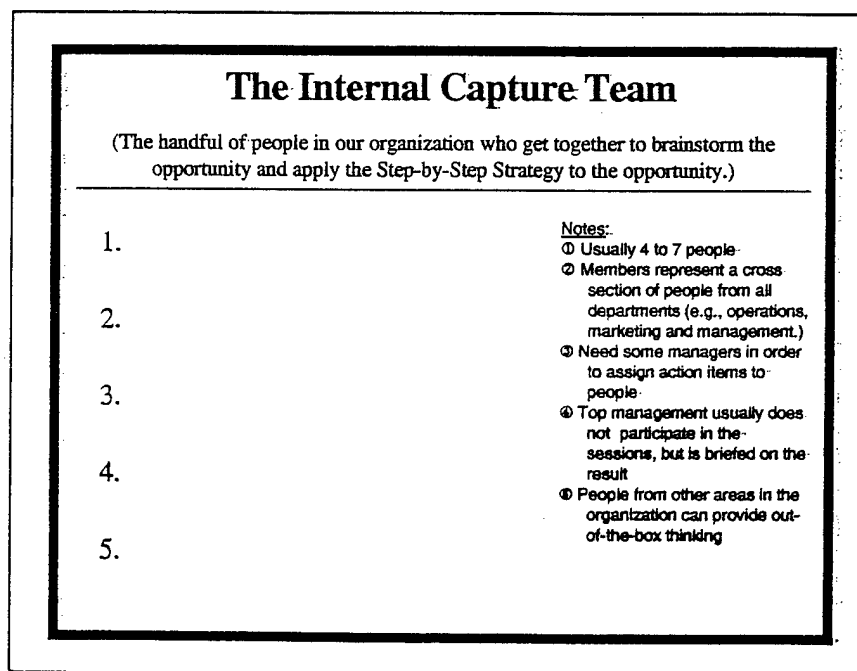 The Internal Capture Team
(The handful of people in our organization who get together to brainstorm the
opportunity and apply the Step-by-Step Strategy to the opportunity.)
1.
2.
3.
4.
5.
Notes:
① Usually 4 to 7 people
② Members represent a cross
section of people from all
departments (e.g., operations,
marketing and management.)
③ Need some managers in order
to assign action items to
people
④ Top management usually does
not participate in the
sessions, but is briefed on the
result
⑤ People from other areas in the
organization can provide out-
of-the-box thinking